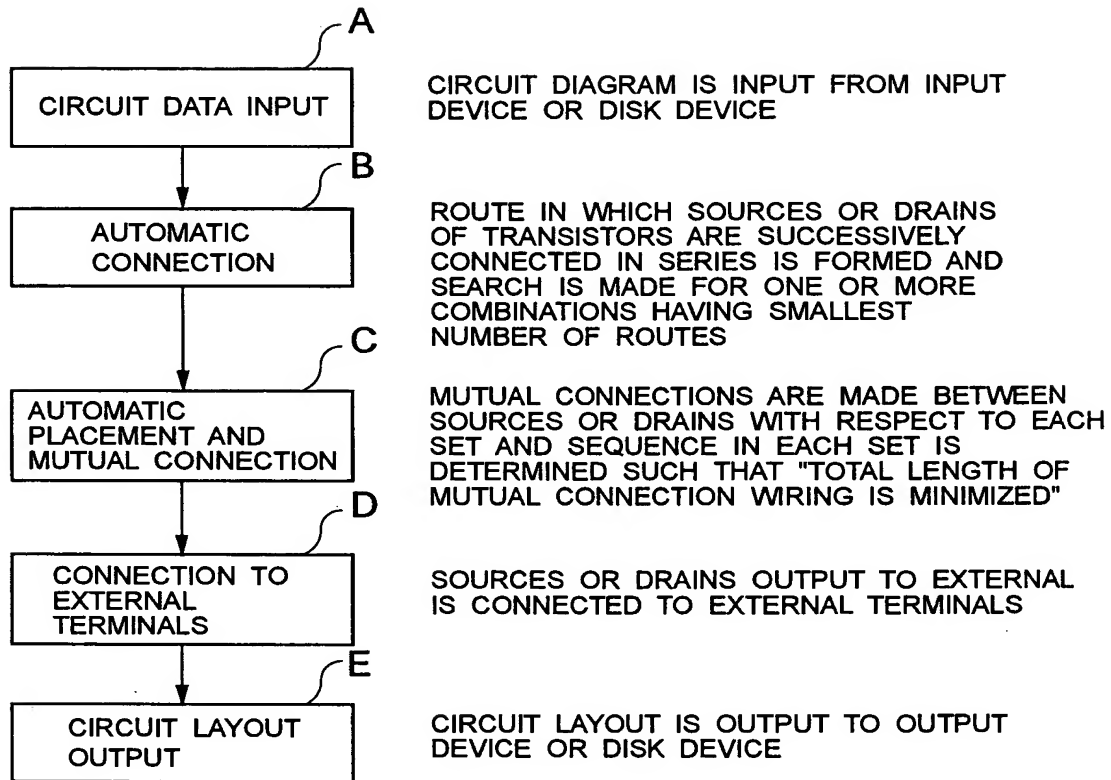 A
CIRCUIT DATA INPUT
CIRCUIT DIAGRAM IS INPUT FROM INPUT
DEVICE OR DISK DEVICE
B
AUTOMATIC
CONNECTION
ROUTE IN WHICH SOURCES OR DRAINS
OF TRANSISTORS ARE SUCCESSIVELY
CONNECTED IN SERIES IS FORMED AND
SEARCH IS MADE FOR ONE OR MORE
COMBINATIONS HAVING SMALLEST
NUMBER OF ROUTES
C
AUTOMATIC
PLACEMENT AND
MUTUAL CONNECTION
MUTUAL CONNECTIONS ARE MADE BETWEEN
SOURCES OR DRAINS WITH RESPECT TO EACH
SET AND SEQUENCE IN EACH SET IS
DETERMINED SUCH THAT "TOTAL LENGTH OF
MUTUAL CONNECTION WIRING IS MINIMIZED"
D
CONNECTION TO
EXTERNAL
TERMINALS
SOURCES OR DRAINS OUTPUT TO EXTERNAL
IS CONNECTED TO EXTERNAL TERMINALS
E
CIRCUIT LAYOUT
OUTPUT
CIRCUIT LAYOUT IS OUTPUT TO OUTPUT
DEVICE OR DISK DEVICE